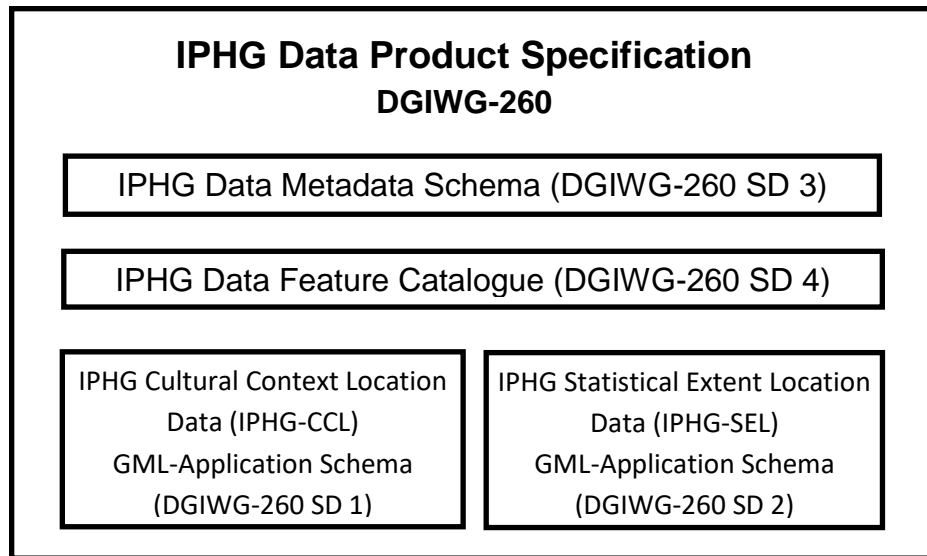 IPHG Data Product Specification
DGIWG-260
IPHG Data Metadata Schema (DGIWG-260 SD 3)
IPHG Data Feature Catalogue (DGIWG-260 SD 4)
IPHG Cultural Context Location
Data (IPHG-CCL)
GML-Application Schema
(DGIWG-260 SD 1)
IPHG Statistical Extent Location
Data (IPHG-SEL)
GML-Application Schema
(DGIWG-260 SD 2)